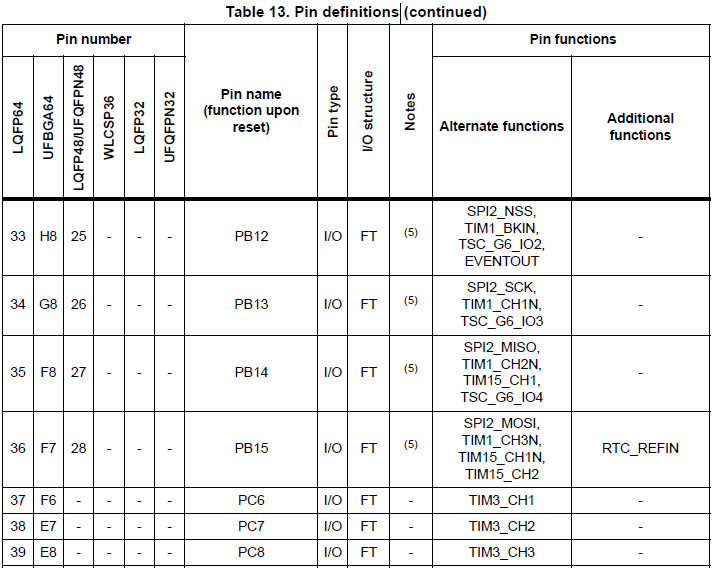 Table 13. Pin definitions (continued)
Pin number
Pin functions
LQFP64
UFBGA64
LQFP48/UFQFPN48
WLCSP36
LQFP32
UFQFPN32
Pin name
(function upon
reset)
Pin type
I/O structure
Notes
Alternate functions
Additional
functions
33 H8 25 - - - PB12 I/O FT (5) SPI2_NSS,
TIM1_BKIN,
TSC_G6_IO2,
EVENTOUT -
34 G8 26 - - - PB13 I/O FT (5) SPI2_SCK,
TIM1_CH1N,
TSC_G6_IO3 -
35 F8 27 - - - PB14 I/O FT (5) SPI2_MISO,
TIM1_CH2N,
TIM15_CH1,
TSC_G6_IO4 -
36 F7 28 - - - PB15 I/O FT (5) SPI2_MOSI,
TIM1_CH3N,
TIM15_CH1N,
TIM15_CH2 RTC_REFIN
37 F6 - - - - PC6 I/O FT - TIM3_CH1 -
38 E7 - - - - PC7 I/O FT - TIM3_CH2 -
39 E8 - - - - PC8 I/O FT - TIM3_CH3 -